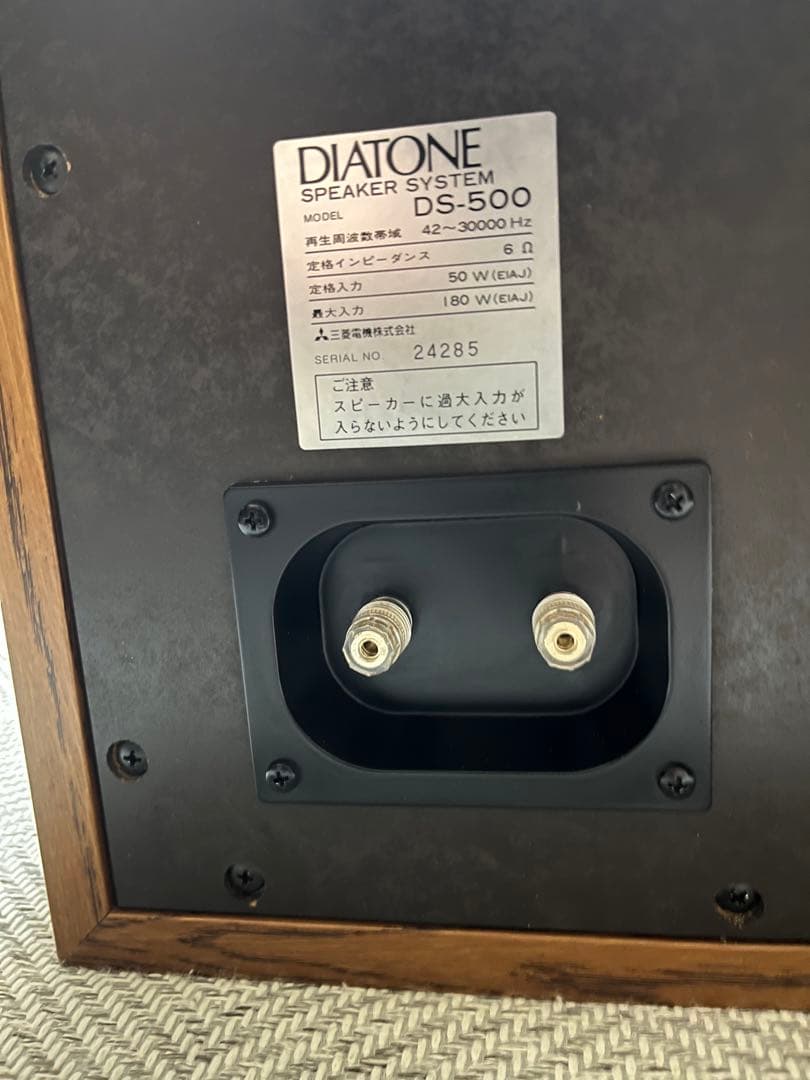 DIATONE
SPEAKER SYSTEM
MODEL DS-500
再生周波数帯域 42~30000 Hz
定格インピーダンス 6 Ω
定格入力 50 W(EIAJ)
最大入力 180 W(EIAJ)
三菱電機株式会社
SERIAL NO. 24285
ご注意
スピーカーに過大入力が
入らないようにしてください